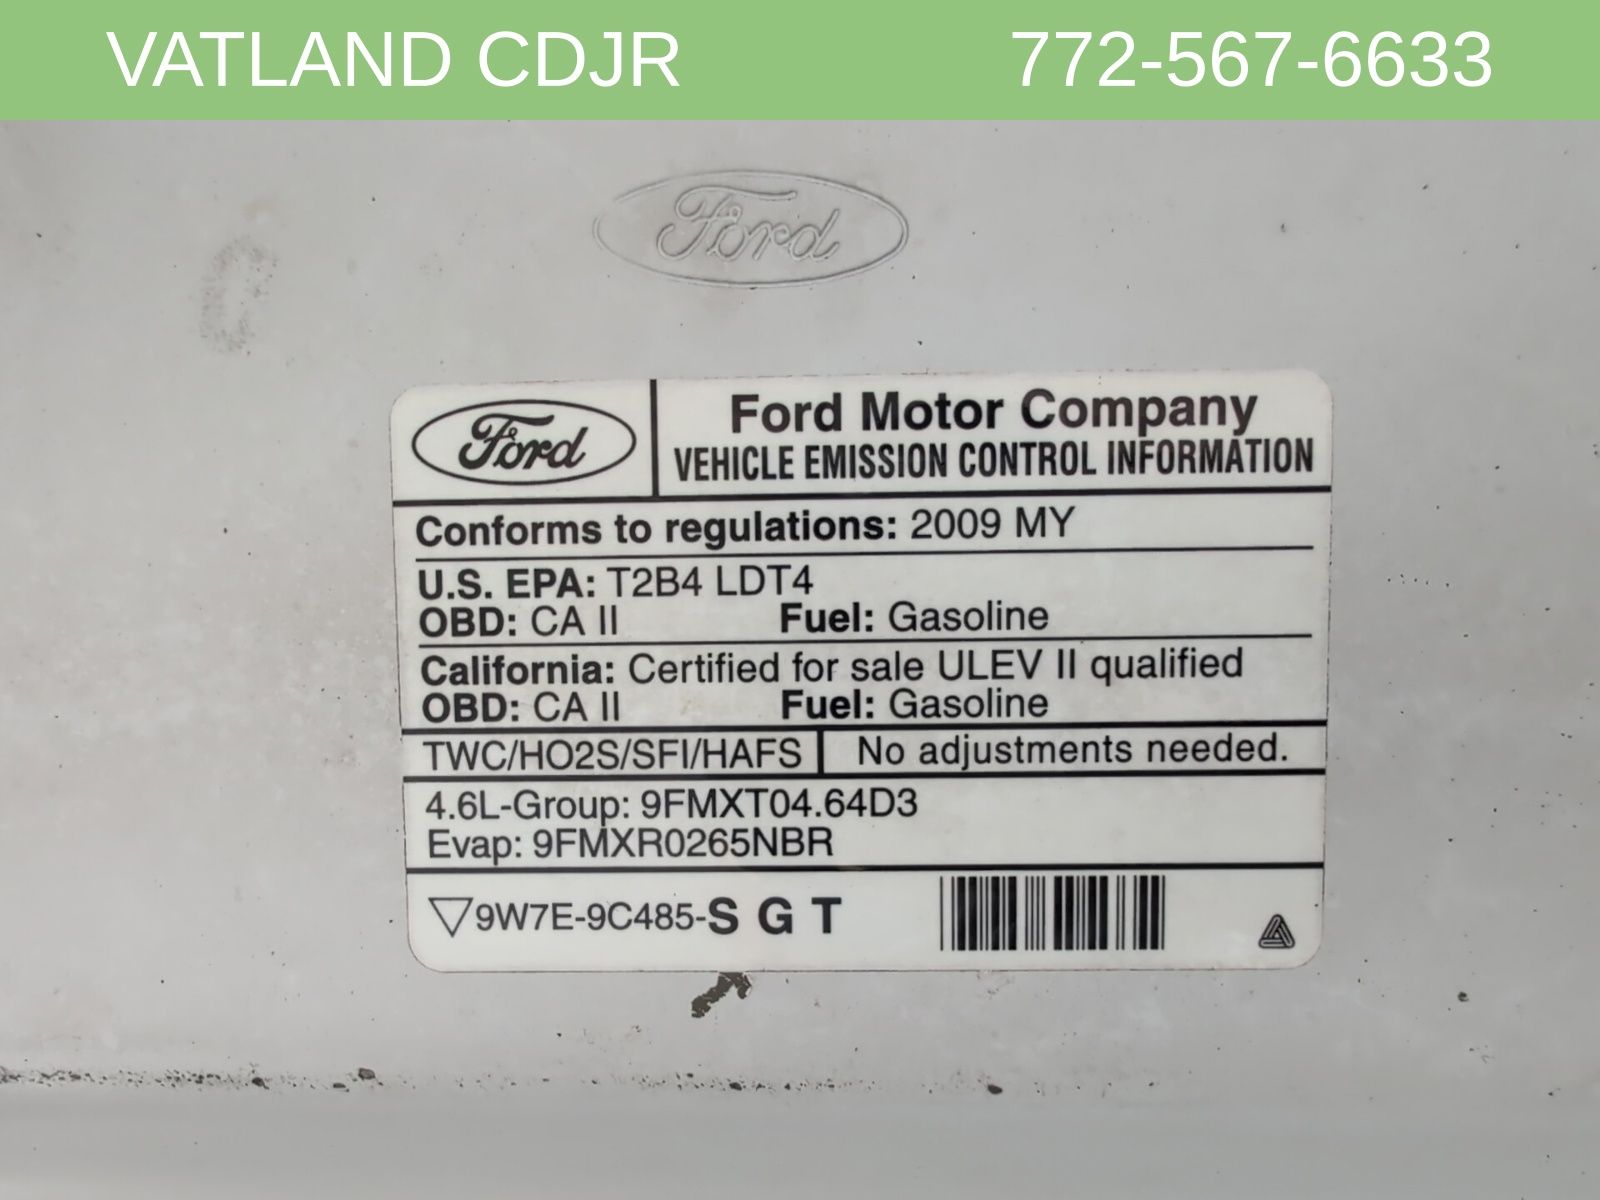 VATLAND CDJR 772-567-6633
Ford
Ford
Ford Motor Company
VEHICLE EMISSION CONTROL INFORMATION
Conforms to regulations: 2009 MY
U.S. EPA: T2B4 LDT4
OBD: CA II Fuel: Gasoline
California: Certified for sale ULEV II qualified
OBD: CA II Fuel: Gasoline
TWC/HO2S/SFI/HAFS No adjustments needed.
4.6L-Group: 9FMXT04.64D3
Evap: 9FMXR0265NBR
9W7E-9C485-S G T